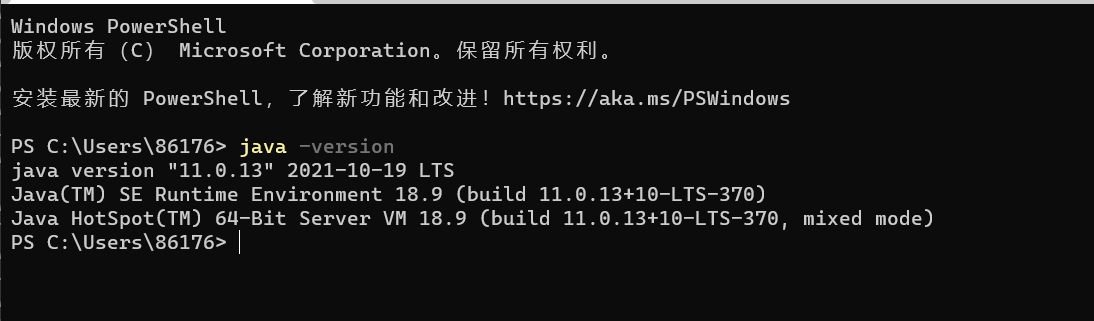 Windows PowerShell
版权所有（C） Microsoft Corporation。保留所有权利。
安装最新的 PowerShell，了解新功能和改进！https://aka.ms/PSWindows
PS C:\Users\86176> java -version
java version "11.0.13" 2021-10-19 LTS
Java(TM) SE Runtime Environment 18.9 (build 11.0.13+10-LTS-370)
Java HotSpot(TM) 64-Bit Server VM 18.9 (build 11.0.13+10-LTS-370, mixed mode)
PS C:\Users\86176>